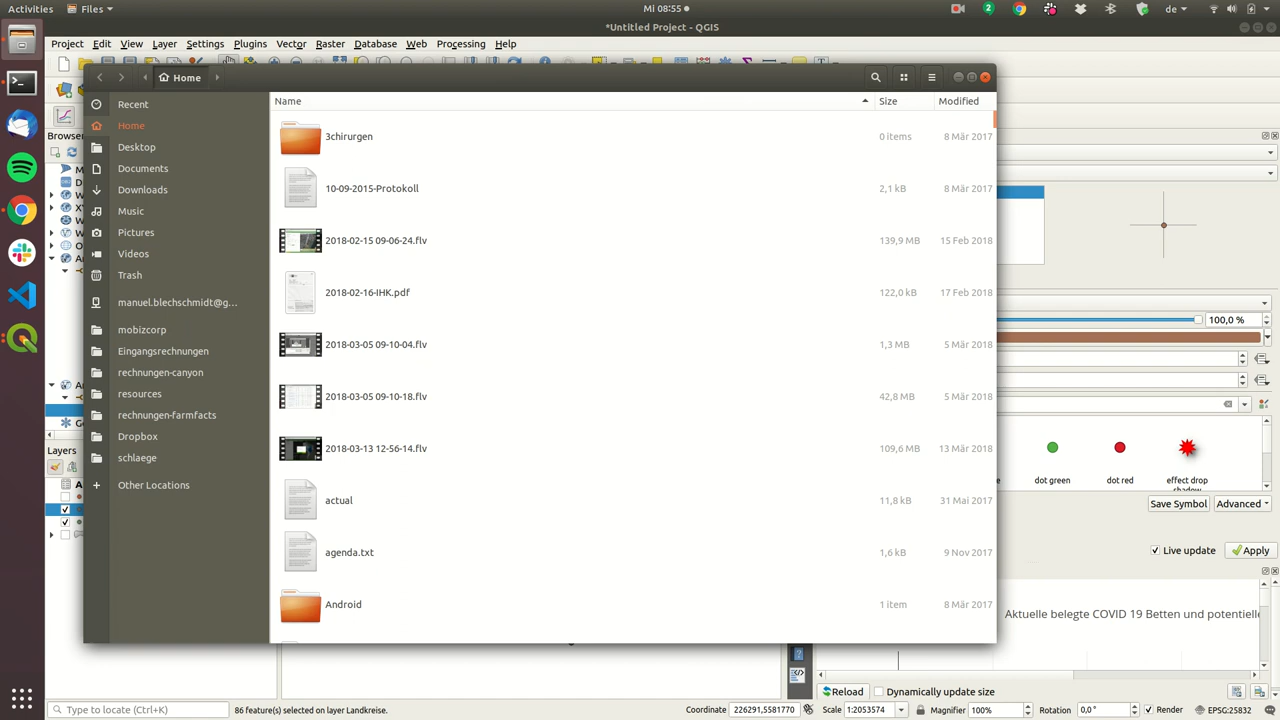 Activities
Files
Mi 08:55
2
de
*Untitled Project - QGIS
Project Edit View Layer Settings Plugins Vector Raster Database Web Processing Help
Home
Name Size Modified
Recent
Home
Desktop
Documents
Downloads
Music
Pictures
Videos
Trash
manuel.blechschmidt@g...
mobizcorp
Eingangsrechnungen
rechnungen-canyon
resources
rechnungen-farmfacts
Dropbox
schlaege
Other Locations
3chirurgen 0 items 8 Mär 2017
10-09-2015-Protokoll 2,1 kB 8 Mär 2017
2018-02-15 09-06-24.flv 139,9 MB 15 Feb 2018
2018-02-16-IHK.pdf 122,0 kB 17 Feb 2018
2018-03-05 09-10-04.flv 1,3 MB 5 Mär 2018
2018-03-05 09-10-18.flv 42,8 MB 5 Mär 2018
2018-03-13 12-56-14.flv 109,6 MB 13 Mär 2018
actual 11,8 kB 31 Mai 2017
agenda.txt 1,6 kB 9 Nov 2017
Android 1 item 8 Mär 2017
Browser
Layers
100,0 %
dot green dot red effect drop
Save Symbol Advanced
Live update Apply
Aktuelle belegte COVID 19 Betten und potentielle
Reload Dynamically update size
Type to locate (Ctrl+K) 86 feature(s) selected on layer Landkreise. Coordinate 226291,5581770 Scale 1:2053574 Magnifier 100% Rotation 0,0 ° Render EPSG:25832